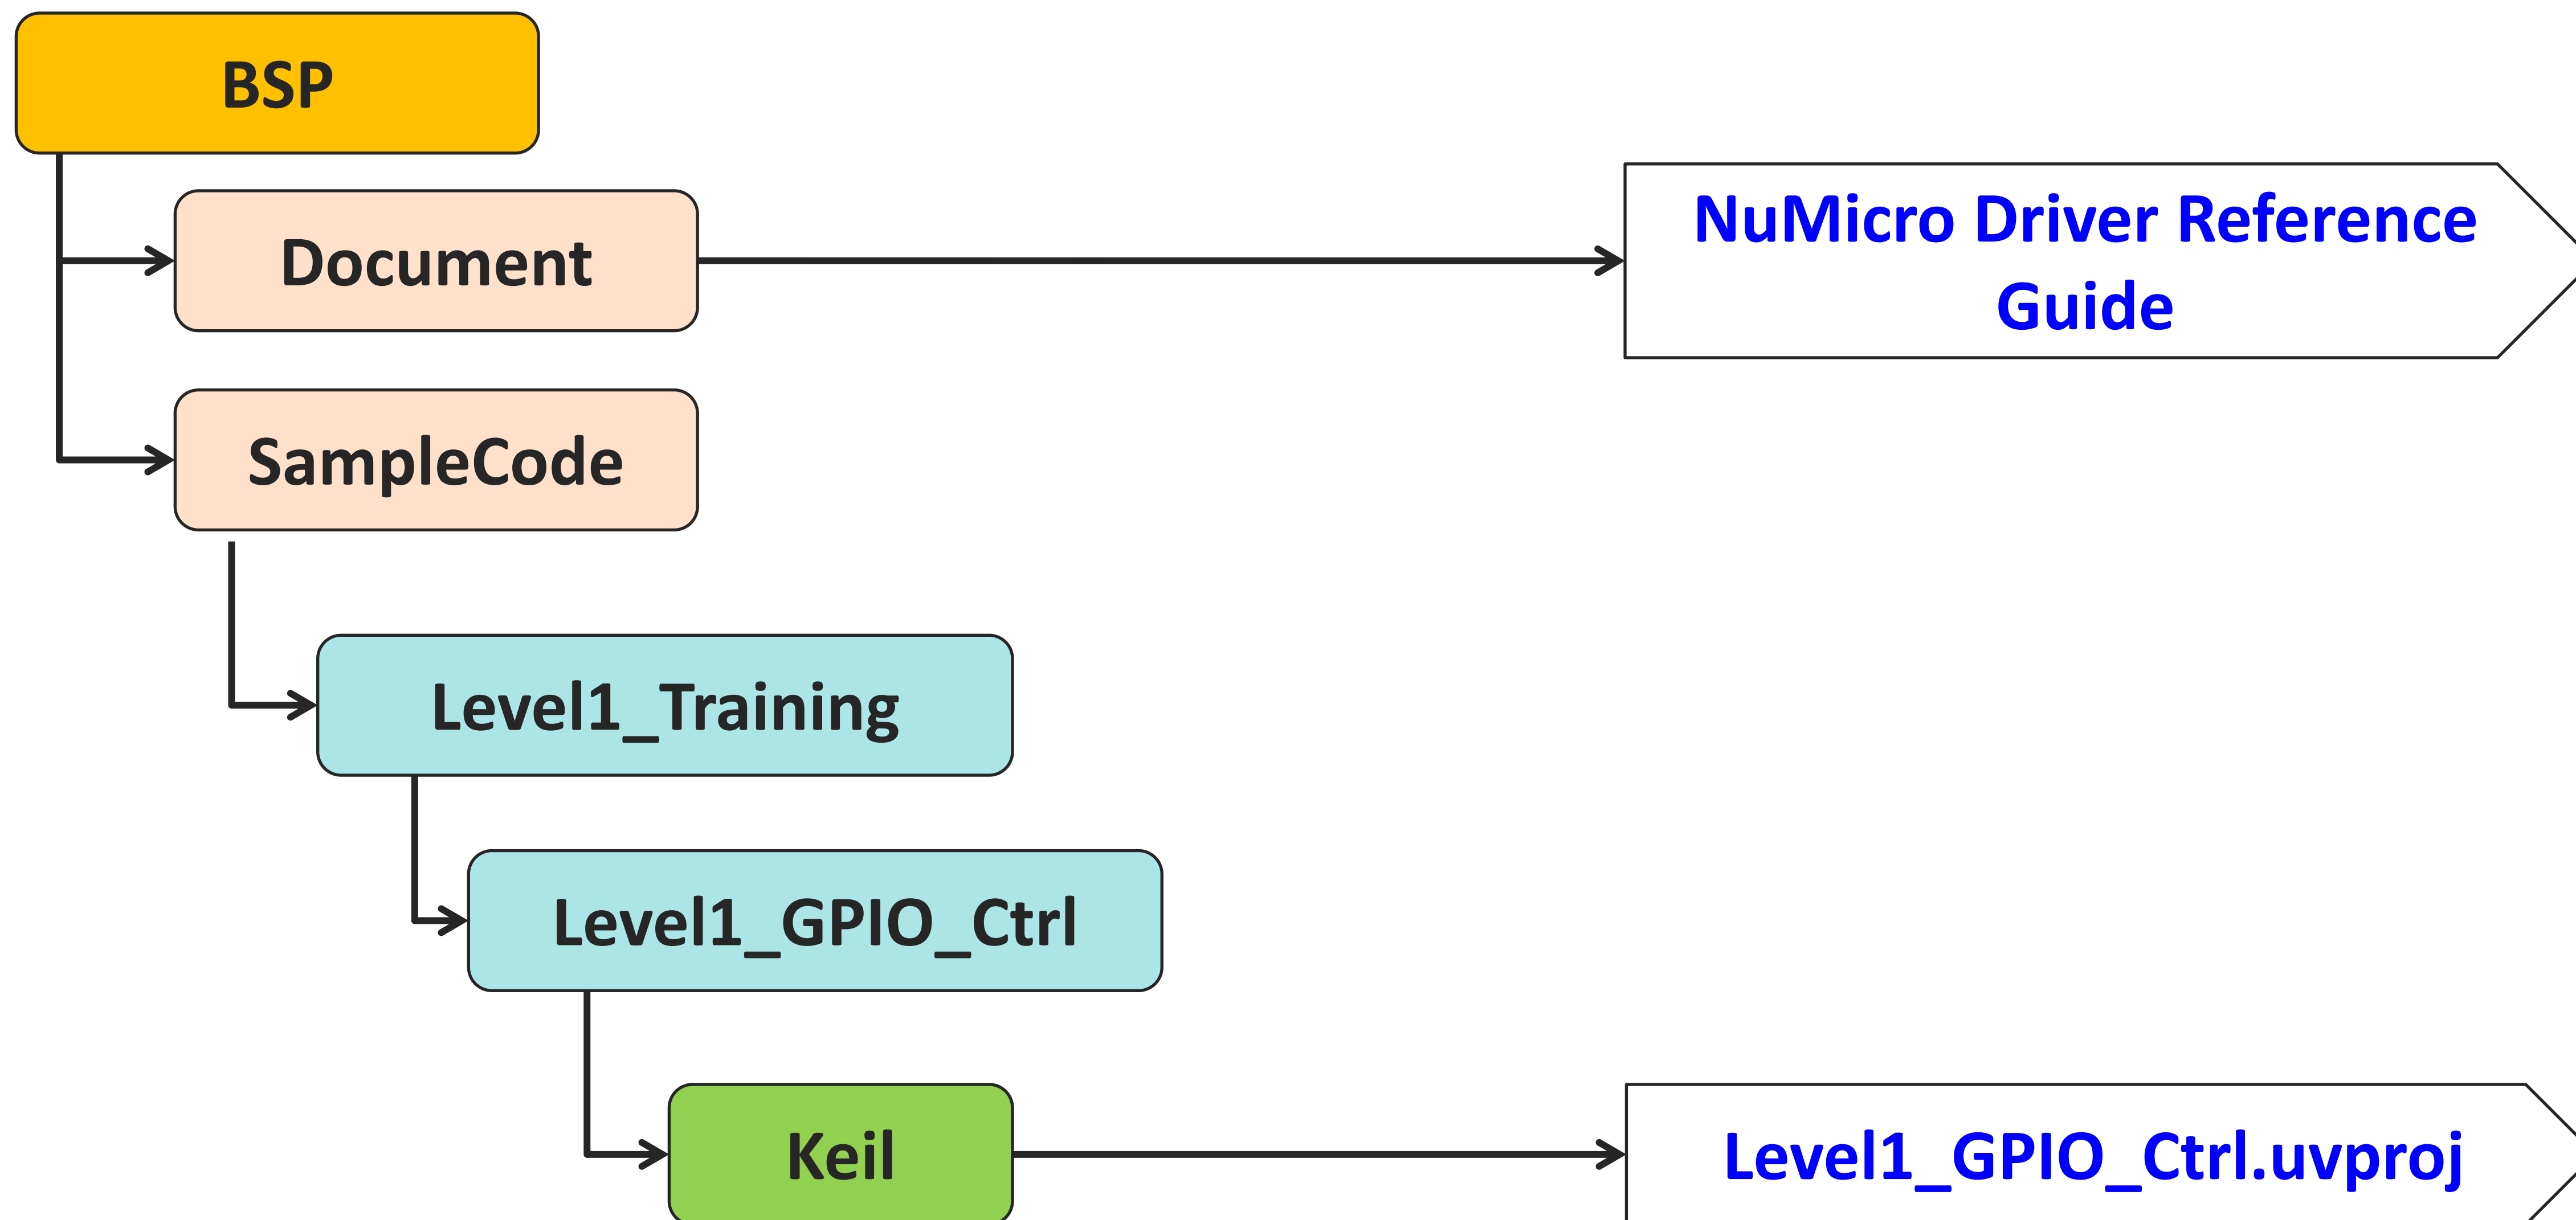 BSP
Document
NuMicro Driver Reference
Guide
SampleCode
Level1_Training
Level1_GPIO_Ctrl
Keil
Level1_GPIO_Ctrl.uvproj